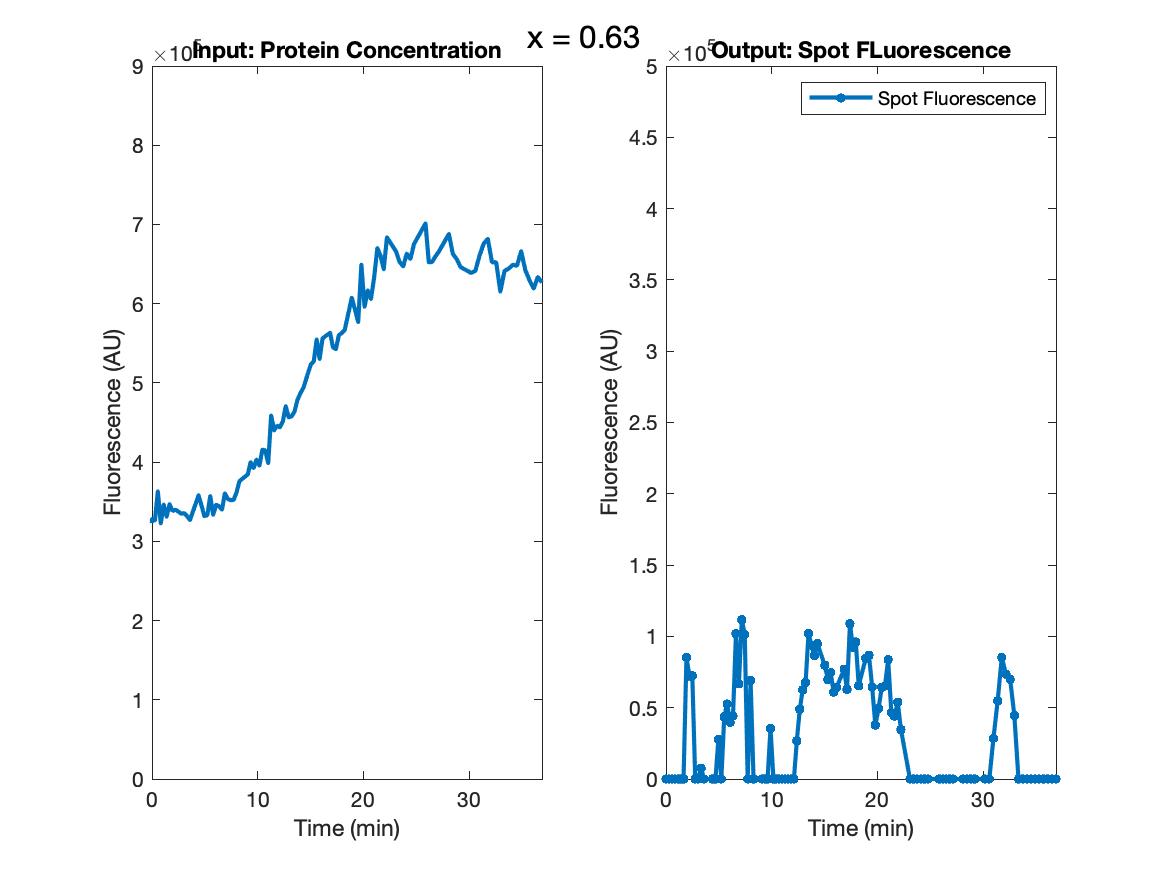 x = 0.63
×10⁵
Input: Protein Concentration
9
8
7
6
5
4
3
2
1
0
Fluorescence (AU)
0 10 20 30
Time (min)
×10⁵
Output: Spot FLuorescence
Spot Fluorescence
5
4.5
4
3.5
3
2.5
2
1.5
1
0.5
0
Fluorescence (AU)
0 10 20 30
Time (min)